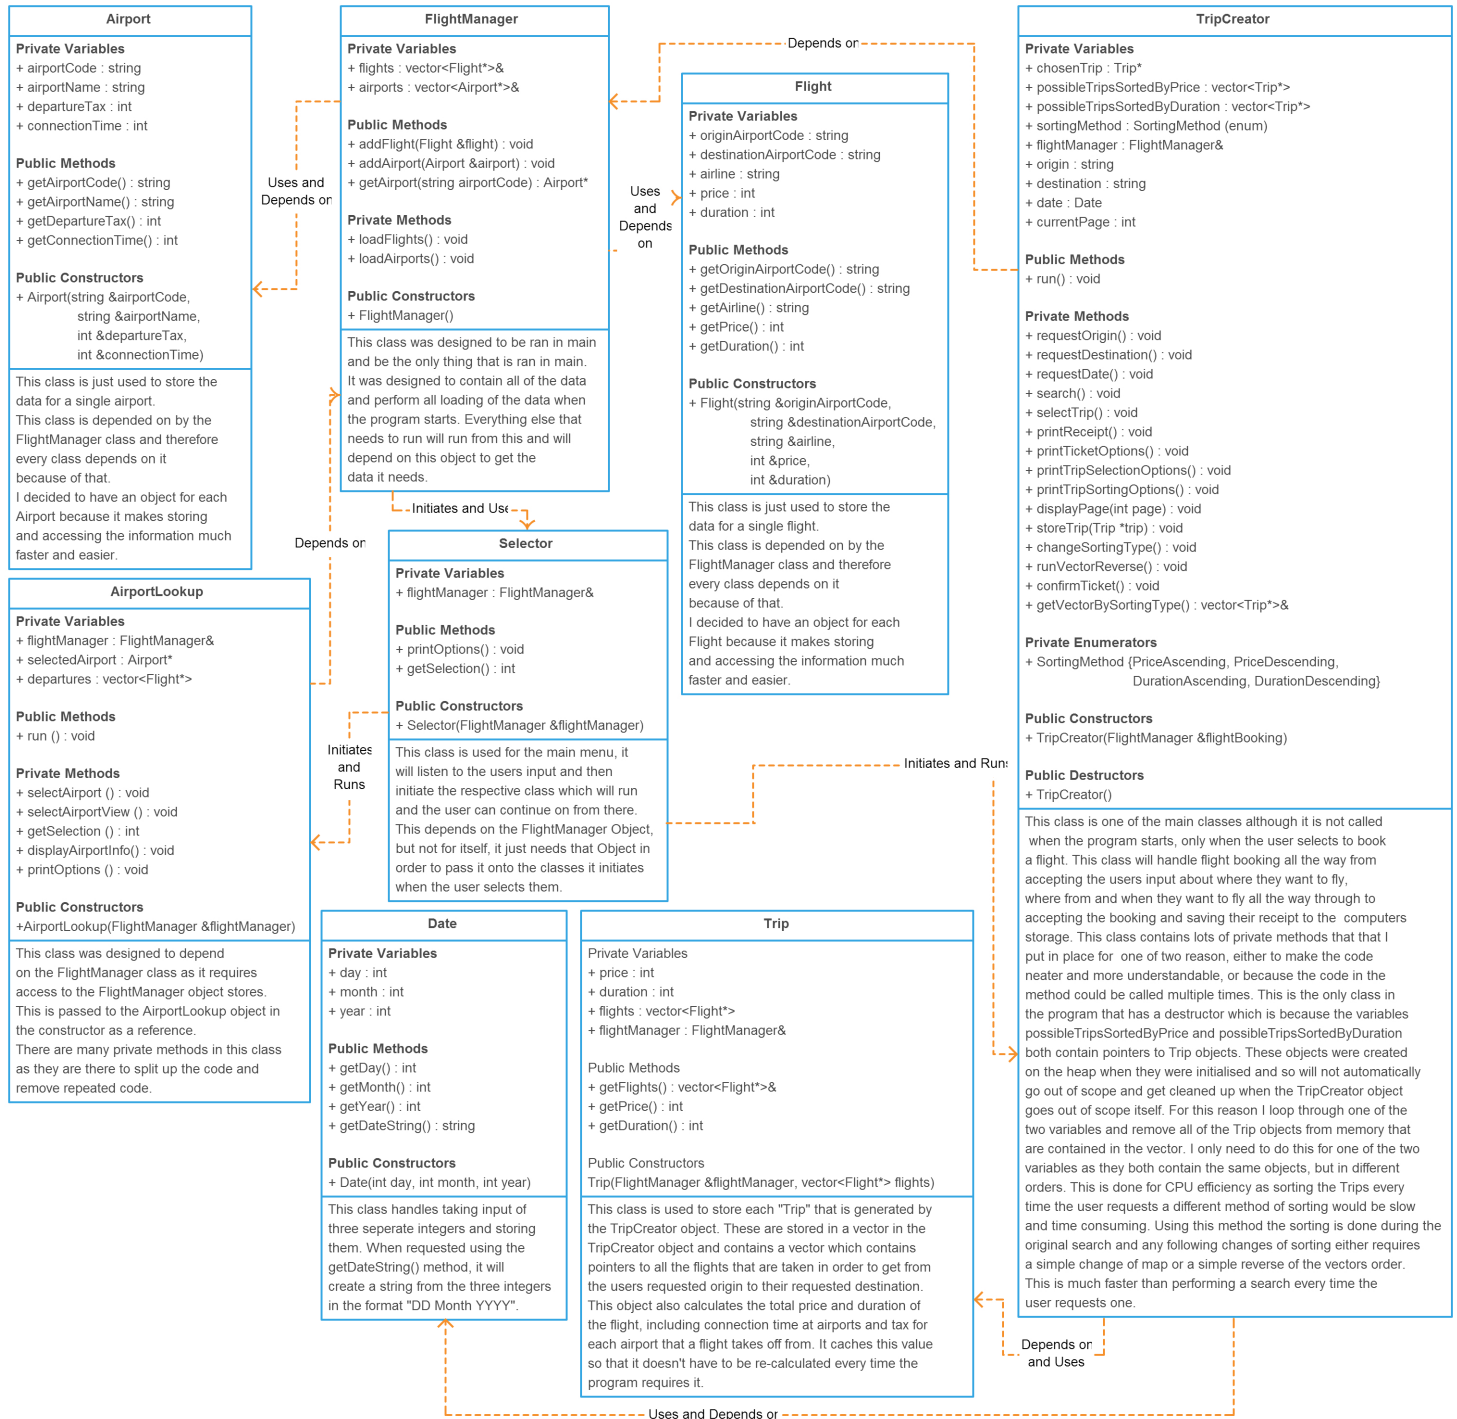 Airport
Private Variables
+ airportCode : string
+ airportName : string
+ departureTax : int
+ connectionTime : int
Public Methods
+ getAirportCode() : string
+ getAirportName() : string
+ getDepartureTax() : int
+ getConnectionTime() : int
Public Constructors
+ Airport(string &airportCode,
string &airportName,
int &departureTax,
int &connectionTime)
This class is just used to store the
data for a single airport.
This class is depended on by the
FlightManager class and therefore
every class depends on it
because of that.
I decided to have an object for each
Airport because it makes storing
and accessing the information much
faster and easier.
Uses and
Depends on
FlightManager
Private Variables
+ flights : vector<Flight*>&
+ airports : vector<Airport*>&
Public Methods
+ addFlight(Flight &flight) : void
+ addAirport(Airport &airport) : void
+ getAirport(string airportCode) : Airport*
Private Methods
+ loadFlights() : void
+ loadAirports() : void
Public Constructors
+ FlightManager()
This class was designed to be ran in main
and be the only thing that is ran in main.
It was designed to contain all of the data
and perform all loading of the data when
the program starts. Everything else that
needs to run will run from this and will
depend on this object to get the
data it needs.
Depends on
Uses
and
Depends
on
Flight
Private Variables
+ originAirportCode : string
+ destinationAirportCode : string
+ airline : string
+ price : int
+ duration : int
Public Methods
+ getOriginAirportCode() : string
+ getDestinationAirportCode() : string
+ getAirline() : string
+ getPrice() : int
+ getDuration() : int
Public Constructors
+ Flight(string &originAirportCode,
string &destinationAirportCode,
string &airline,
int &price,
int &duration)
This class is just used to store the
data for a single flight.
This class is depended on by the
FlightManager class and therefore
every class depends on it
because of that.
I decided to have an object for each
Flight because it makes storing
and accessing the information much
faster and easier.
TripCreator
Private Variables
+ chosenTrip : Trip*
+ possibleTripsSortedByPrice : vector<Trip*>
+ possibleTripsSortedByDuration : vector<Trip*>
+ sortingMethod : SortingMethod (enum)
+ flightManager : FlightManager&
+ origin : string
+ destination : string
+ date : Date
+ currentPage : int
Public Methods
+ run() : void
Private Methods
+ requestOrigin() : void
+ requestDestination() : void
+ requestDate() : void
+ search() : void
+ selectTrip() : void
+ printReceipt() : void
+ printTicketOptions() : void
+ printTripSelectionOptions() : void
+ printTripSortingOptions() : void
+ displayPage(int page) : void
+ storeTrip(Trip *trip) : void
+ changeSortingType() : void
+ runVectorReverse() : void
+ confirmTicket() : void
+ getVectorBySortingType() : vector<Trip*>&
Private Enumerators
+ SortingMethod {PriceAscending, PriceDescending,
DurationAscending, DurationDescending}
Public Constructors
+ TripCreator(FlightManager &flightBooking)
Public Destructors
+ TripCreator()
This class is one of the main classes although it is not called
when the program starts, only when the user selects to book
a flight. This class will handle flight booking all the way from
accepting the users input about where they want to fly,
where from and when they want to fly all the way through to
accepting the booking and saving their receipt to the computers
storage. This class contains lots of private methods that that I
put in place for one of two reason, either to make the code
neater and more understandable, or because the code in the
method could be called multiple times. This is the only class in
the program that has a destructor which is because the variables
possibleTripsSortedByPrice and possibleTripsSortedByDuration
both contain pointers to Trip objects. These objects were created
on the heap when they were initialised and so will not automatically
go out of scope and get cleaned up when the TripCreator object
goes out of scope itself. For this reason I loop through one of the
two variables and remove all of the Trip objects from memory that
are contained in the vector. I only need to do this for one of the two
variables as they both contain the same objects, but in different
orders. This is done for CPU efficiency as sorting the Trips every
time the user requests a different method of sorting would be slow
and time consuming. Using this method the sorting is done during the
original search and any following changes of sorting either requires
a simple change of map or a simple reverse of the vectors order.
This is much faster than performing a search every time the
user requests one.
Initiates and Use
Depends on
AirportLookup
Private Variables
+ flightManager : FlightManager&
+ selectedAirport : Airport*
+ departures : vector<Flight*>
Public Methods
+ run () : void
Private Methods
+ selectAirport () : void
+ selectAirportView () : void
+ getSelection () : int
+ displayAirportInfo() : void
+ printOptions () : void
Public Constructors
+AirportLookup(FlightManager &flightManager)
This class was designed to depend
on the FlightManager class as it requires
access to the FlightManager object stores.
This is passed to the AirportLookup object in
the constructor as a reference.
There are many private methods in this class
as they are there to split up the code and
remove repeated code.
Selector
Private Variables
+ flightManager : FlightManager&
Public Methods
+ printOptions() : void
+ getSelection() : int
Public Constructors
+ Selector(FlightManager &flightManager)
This class is used for the main menu, it
will listen to the users input and then
initiate the respective class which will run
and the user can continue on from there.
This depends on the FlightManager Object,
but not for itself, it just needs that Object in
order to pass it onto the classes it initiates
when the user selects them.
Initiates
and
Runs
Initiates and Runs
Date
Private Variables
+ day : int
+ month : int
+ year : int
Public Methods
+ getDay() : int
+ getMonth() : int
+ getYear() : int
+ getDateString() : string
Public Constructors
+ Date(int day, int month, int year)
This class handles taking input of
three seperate integers and storing
them. When requested using the
getDateString() method, it will
create a string from the three integers
in the format "DD Month YYYY".
Trip
Private Variables
+ price : int
+ duration : int
+ flights : vector<Flight*>
+ flightManager : FlightManager&
Public Methods
+ getFlights() : vector<Flight*>&
+ getPrice() : int
+ getDuration() : int
Public Constructors
Trip(FlightManager &flightManager, vector<Flight*> flights)
This class is used to store each "Trip" that is generated by
the TripCreator object. These are stored in a vector in the
TripCreator object and contains a vector which contains
pointers to all the flights that are taken in order to get from
the users requested origin to their requested destination.
This object also calculates the total price and duration of
the flight, including connection time at airports and tax for
each airport that a flight takes off from. It caches this value
so that it doesn't have to be re-calculated every time the
program requires it.
Depends on
and Uses
Uses and Depends on